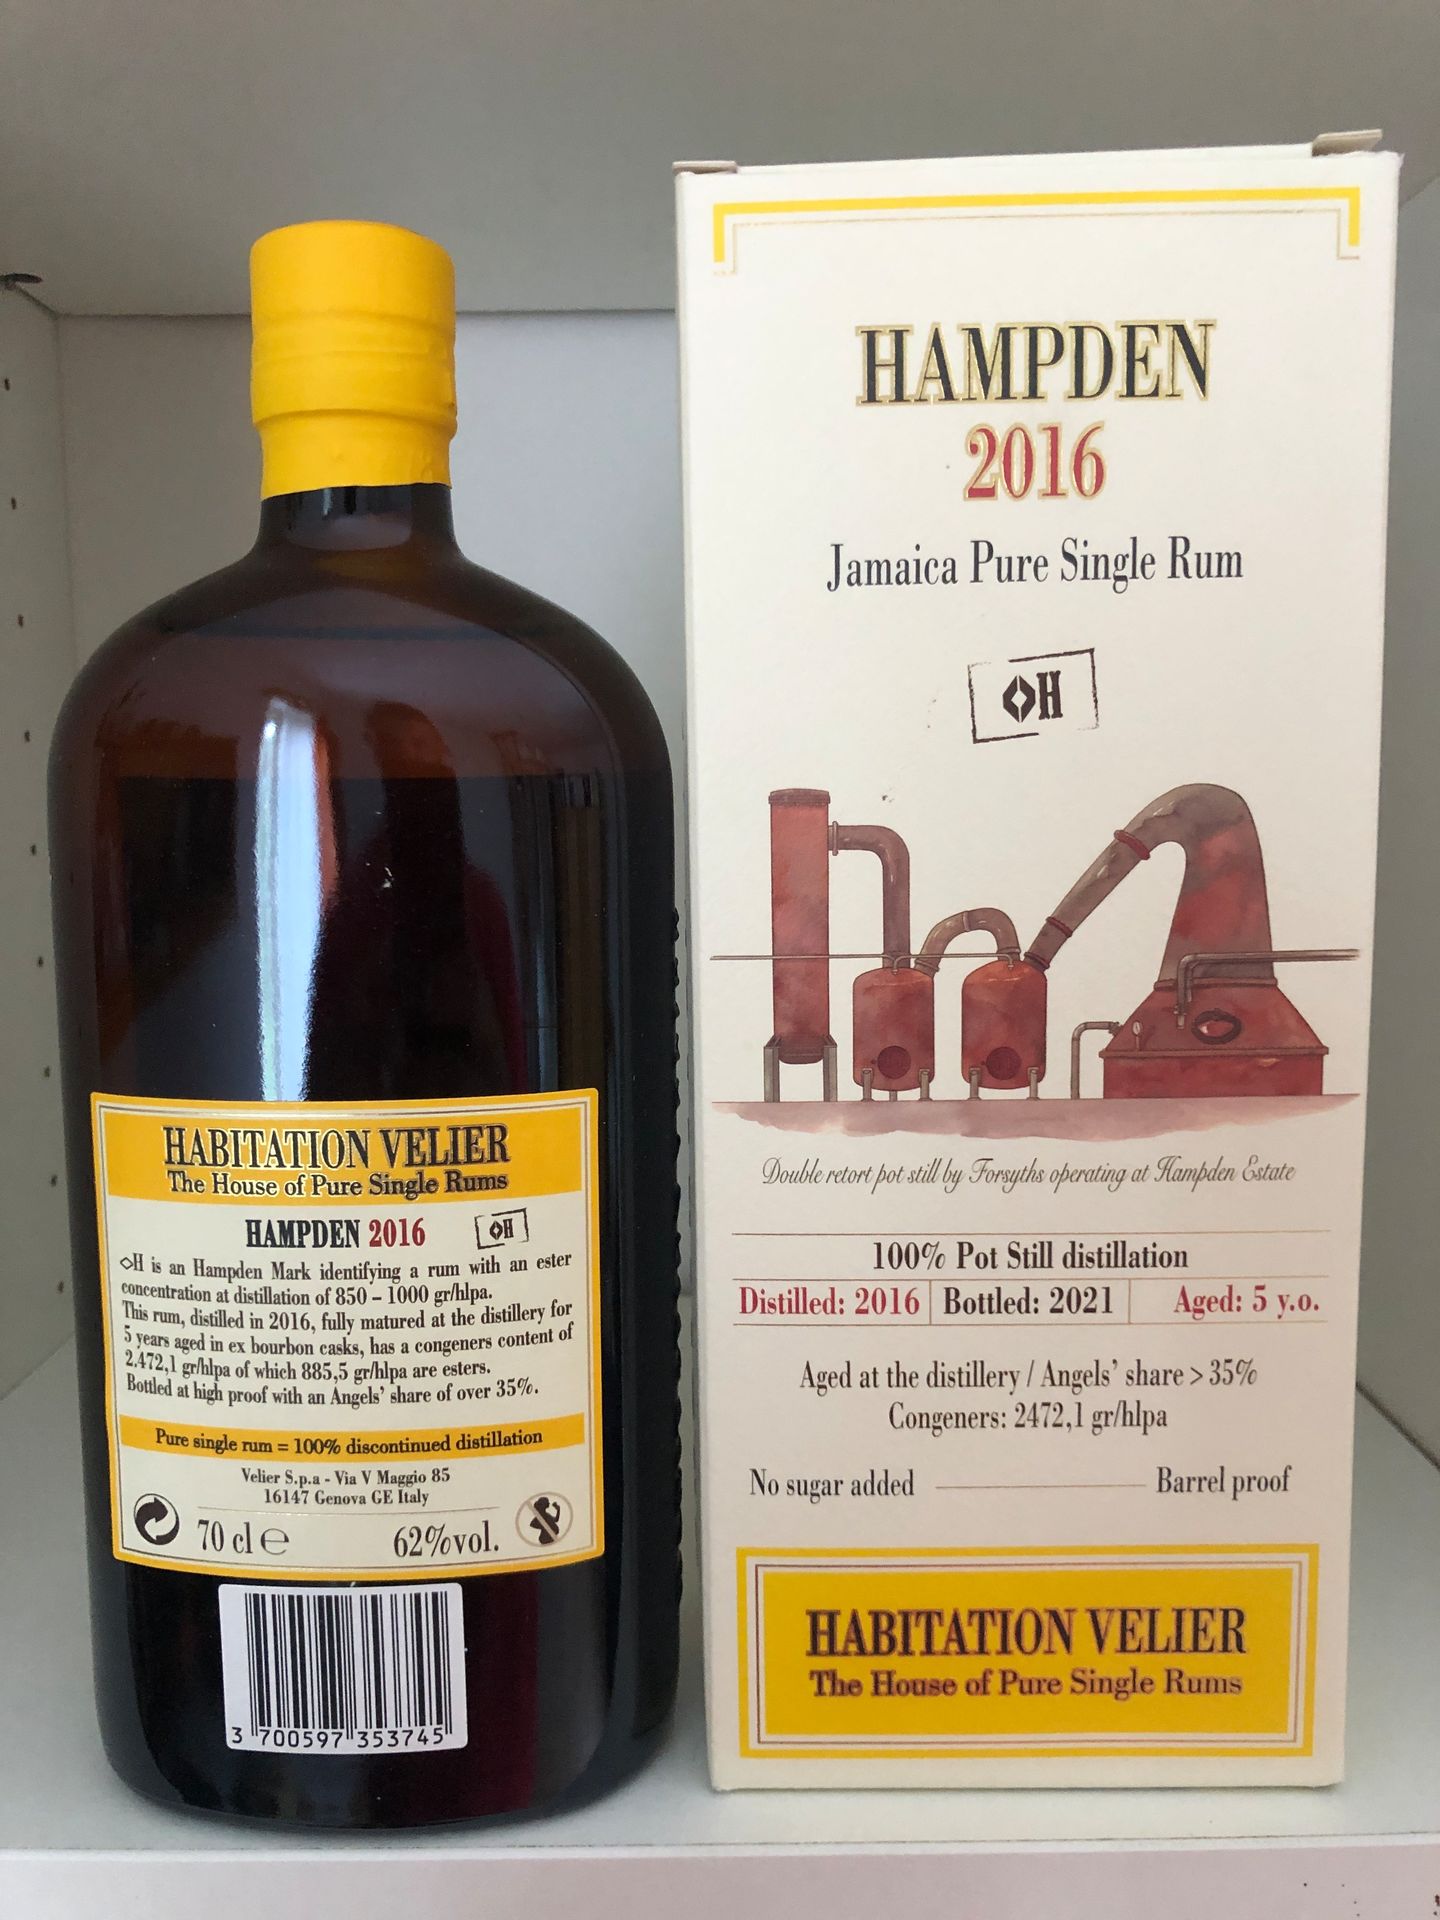 HABITATION VELIER
The House of Pure Single Rums
HAMPDEN 2016 ◇H
◇H is an Hampden Mark identifying a rum with an ester
concentration at distillation of 850 – 1000 gr/hlpa.
This rum, distilled in 2016, fully matured at the distillery for
5 years aged in ex bourbon casks, has a congeners content of
2.472,1 gr/hlpa of which 885,5 gr/hlpa are esters.
Bottled at high proof with an Angels' share of over 35%.
Pure single rum = 100% discontinued distillation
Velier S.p.a - Via V Maggio 85
16147 Genova GE Italy
70 cl ℮ 62%vol.
3 700597 353745
HAMPDEN
2016
Jamaica Pure Single Rum
◇H
Double retort pot still by Forsyths operating at Hampden Estate
100% Pot Still distillation
Distilled: 2016 Bottled: 2021 Aged: 5 y.o.
Aged at the distillery / Angels' share > 35%
Congeners: 2472,1 gr/hlpa
No sugar added Barrel proof
HABITATION VELIER
The House of Pure Single Rums